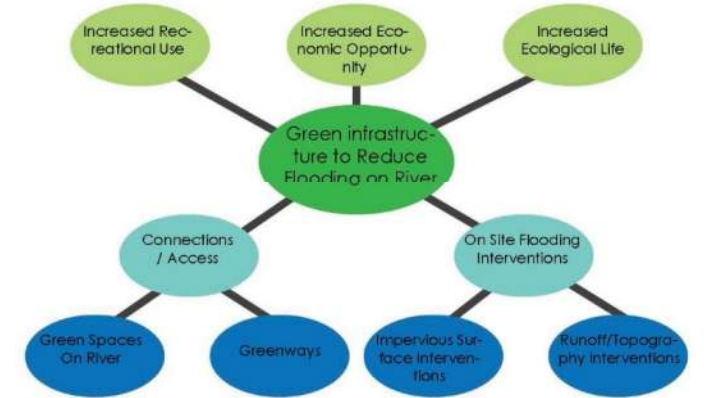 Increased Rec-
reational Use
Increased Eco-
nomic Opportu-
nity
Increased
Ecological Life
Green infrastruc-
ture to Reduce
Flooding on River
Connections
/ Access
On Site Flooding
Interventions
Green Spaces
On River
Greenways
Impervious Sur-
face Interven-
tions
Runoff/Topogra-
phy Interventions